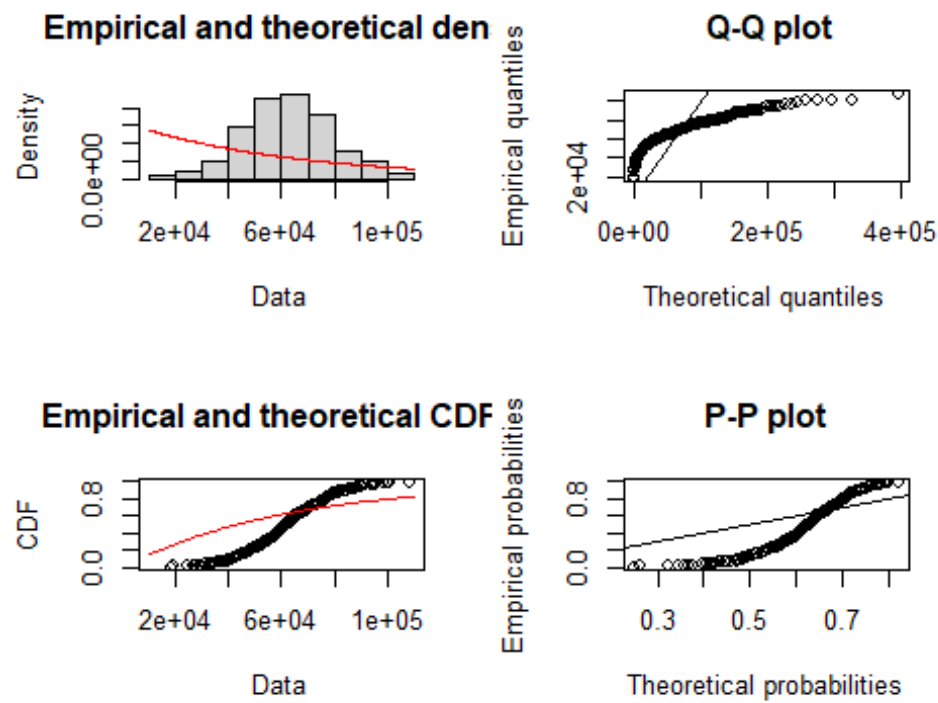 Empirical and theoretical den
Density
0.0e+00
2e+04 6e+04 1e+05
Data
Q-Q plot
Empirical quantiles
2e+04
0e+00 2e+05 4e+05
Theoretical quantiles
Empirical and theoretical CDF
CDF
0.0 0.8
2e+04 6e+04 1e+05
Data
P-P plot
Empirical probabilities
0.0 0.8
0.3 0.5 0.7
Theoretical probabilities